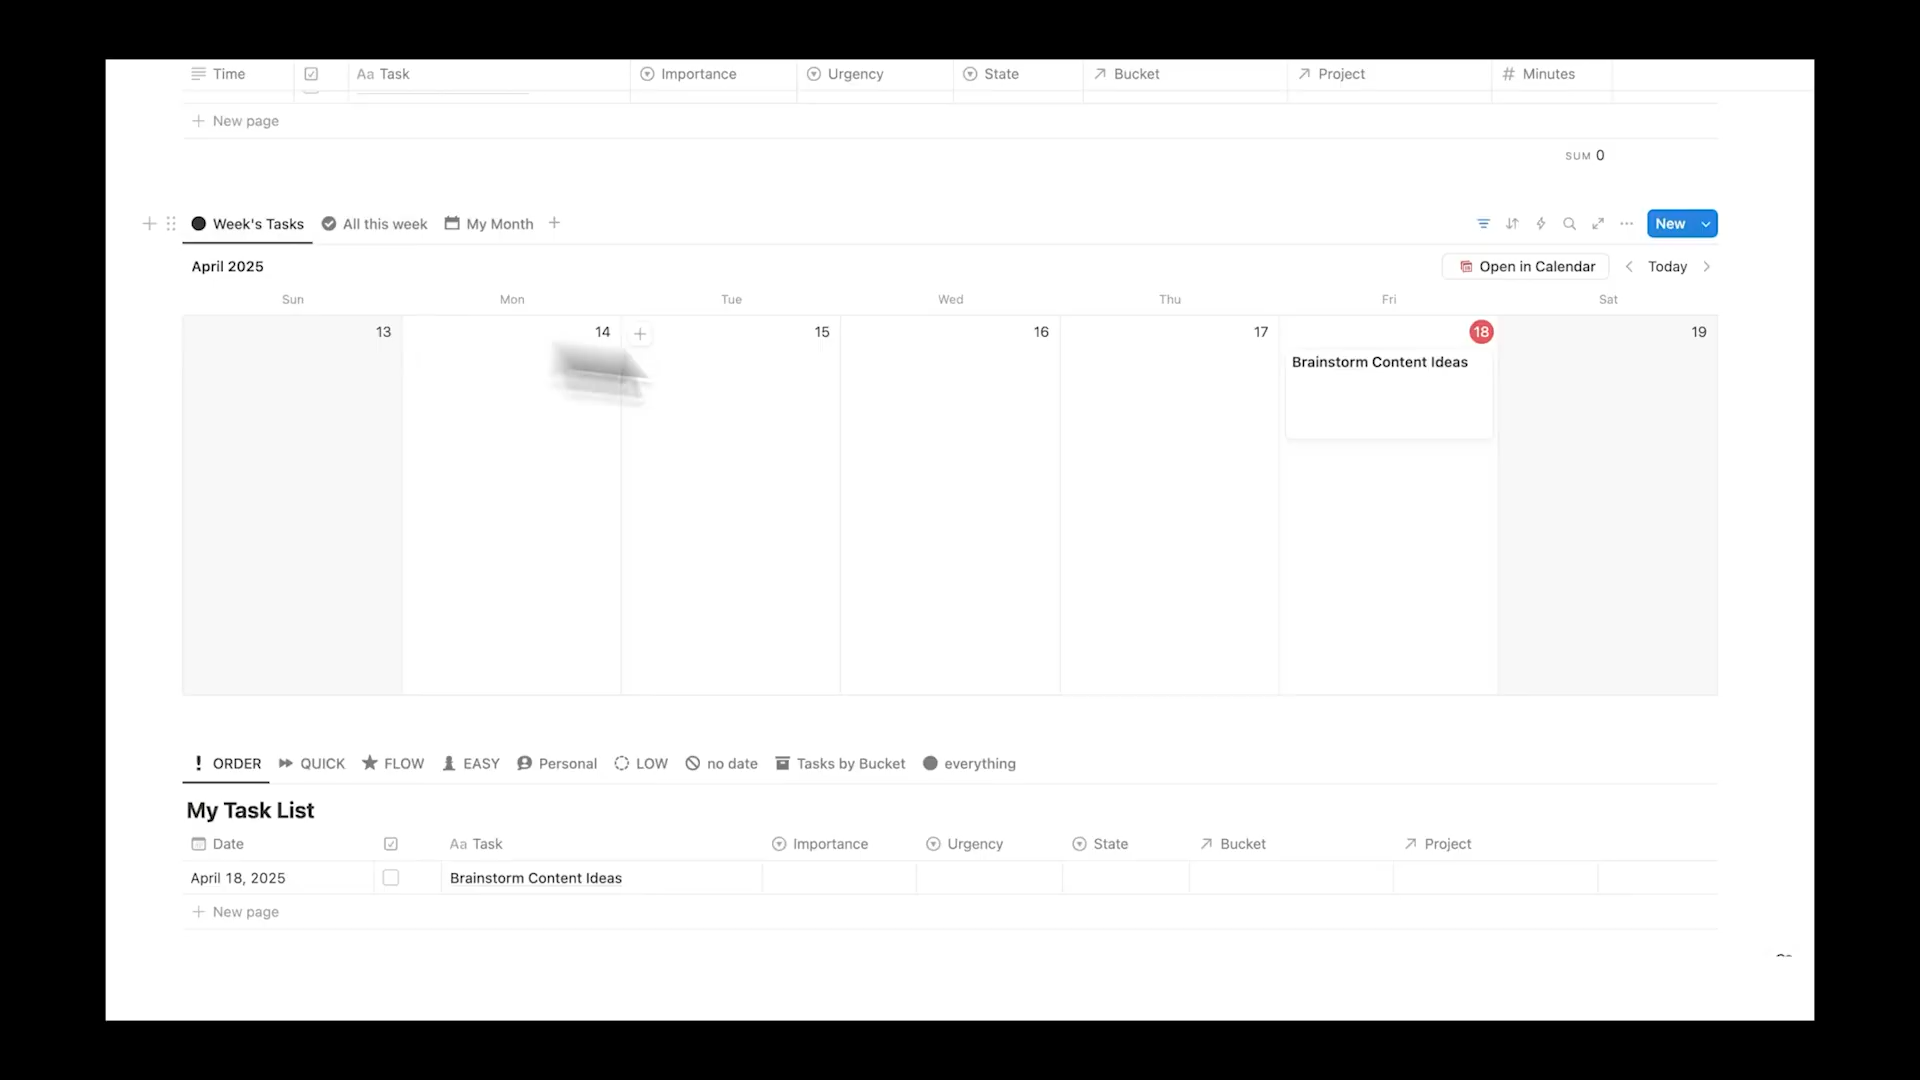 Time Aa Task Importance Urgency State Bucket Project # Minutes
+ New page
SUM 0
Week's Tasks All this week My Month +
New
April 2025
Open in Calendar < Today >
Sun Mon Tue Wed Thu Fri Sat
13 14 + 15 16 17 18 19
Brainstorm Content Ideas
! ORDER QUICK FLOW EASY Personal LOW no date Tasks by Bucket everything
My Task List
Date Aa Task Importance Urgency State Bucket Project
April 18, 2025 Brainstorm Content Ideas
+ New page